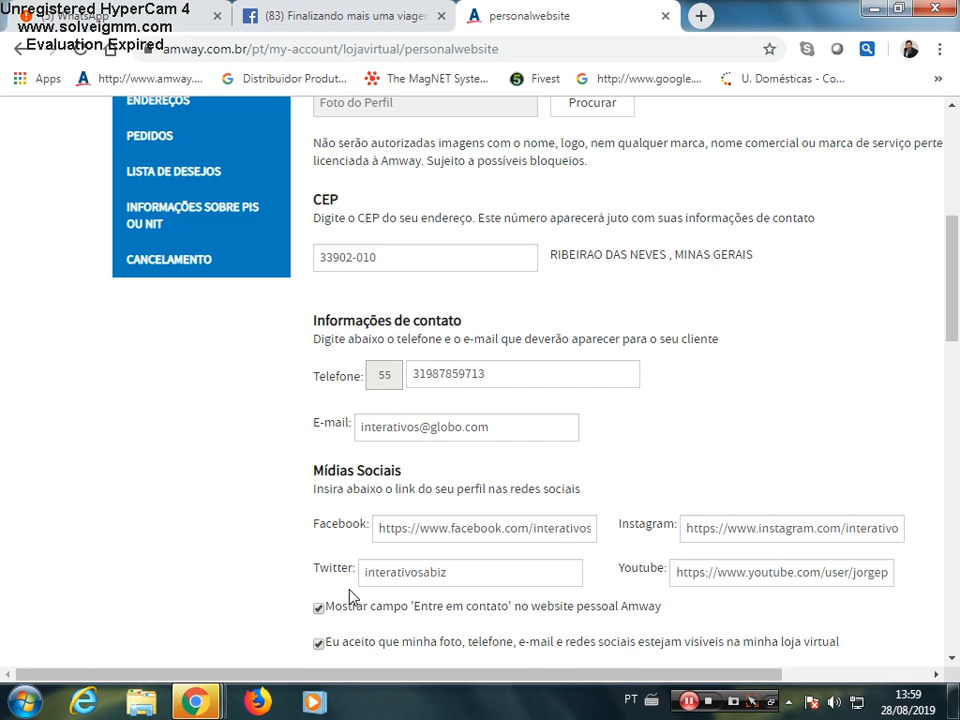 Unregistered HyperCam 4
www.solveigmm.com
Evaluation Expired
(5) WhatsApp
(83) Finalizando mais uma viagem
personalwebsite
amway.com.br/pt/my-account/lojavirtual/personalwebsite
Apps
http://www.amway....
Distribuidor Produt...
The MagNET Syste...
Fivest
http://www.google....
U. Domésticas - Co...
»
ENDEREÇOS
PEDIDOS
LISTA DE DESEJOS
INFORMAÇÕES SOBRE PIS
OU NIT
CANCELAMENTO
Foto do Perfil
Procurar
Não serão autorizadas imagens com o nome, logo, nem qualquer marca, nome comercial ou marca de serviço perte
licenciada à Amway. Sujeito a possíveis bloqueios.
CEP
Digite o CEP do seu endereço. Este número aparecerá juto com suas informações de contato
33902-010
RIBEIRAO DAS NEVES , MINAS GERAIS
Informações de contato
Digite abaixo o telefone e o e-mail que deverão aparecer para o seu cliente
Telefone: 55 31987859713
E-mail: interativos@globo.com
Mídias Sociais
Insira abaixo o link do seu perfil nas redes sociais
Facebook: https://www.facebook.com/interativos
Instagram: https://www.instagram.com/interativo
Twitter: interativosabiz
Youtube: https://www.youtube.com/user/jorgep
Mostrar campo 'Entre em contato' no website pessoal Amway
Eu aceito que minha foto, telefone, e-mail e redes sociais estejam visíveis na minha loja virtual
PT
13:59
28/08/2019